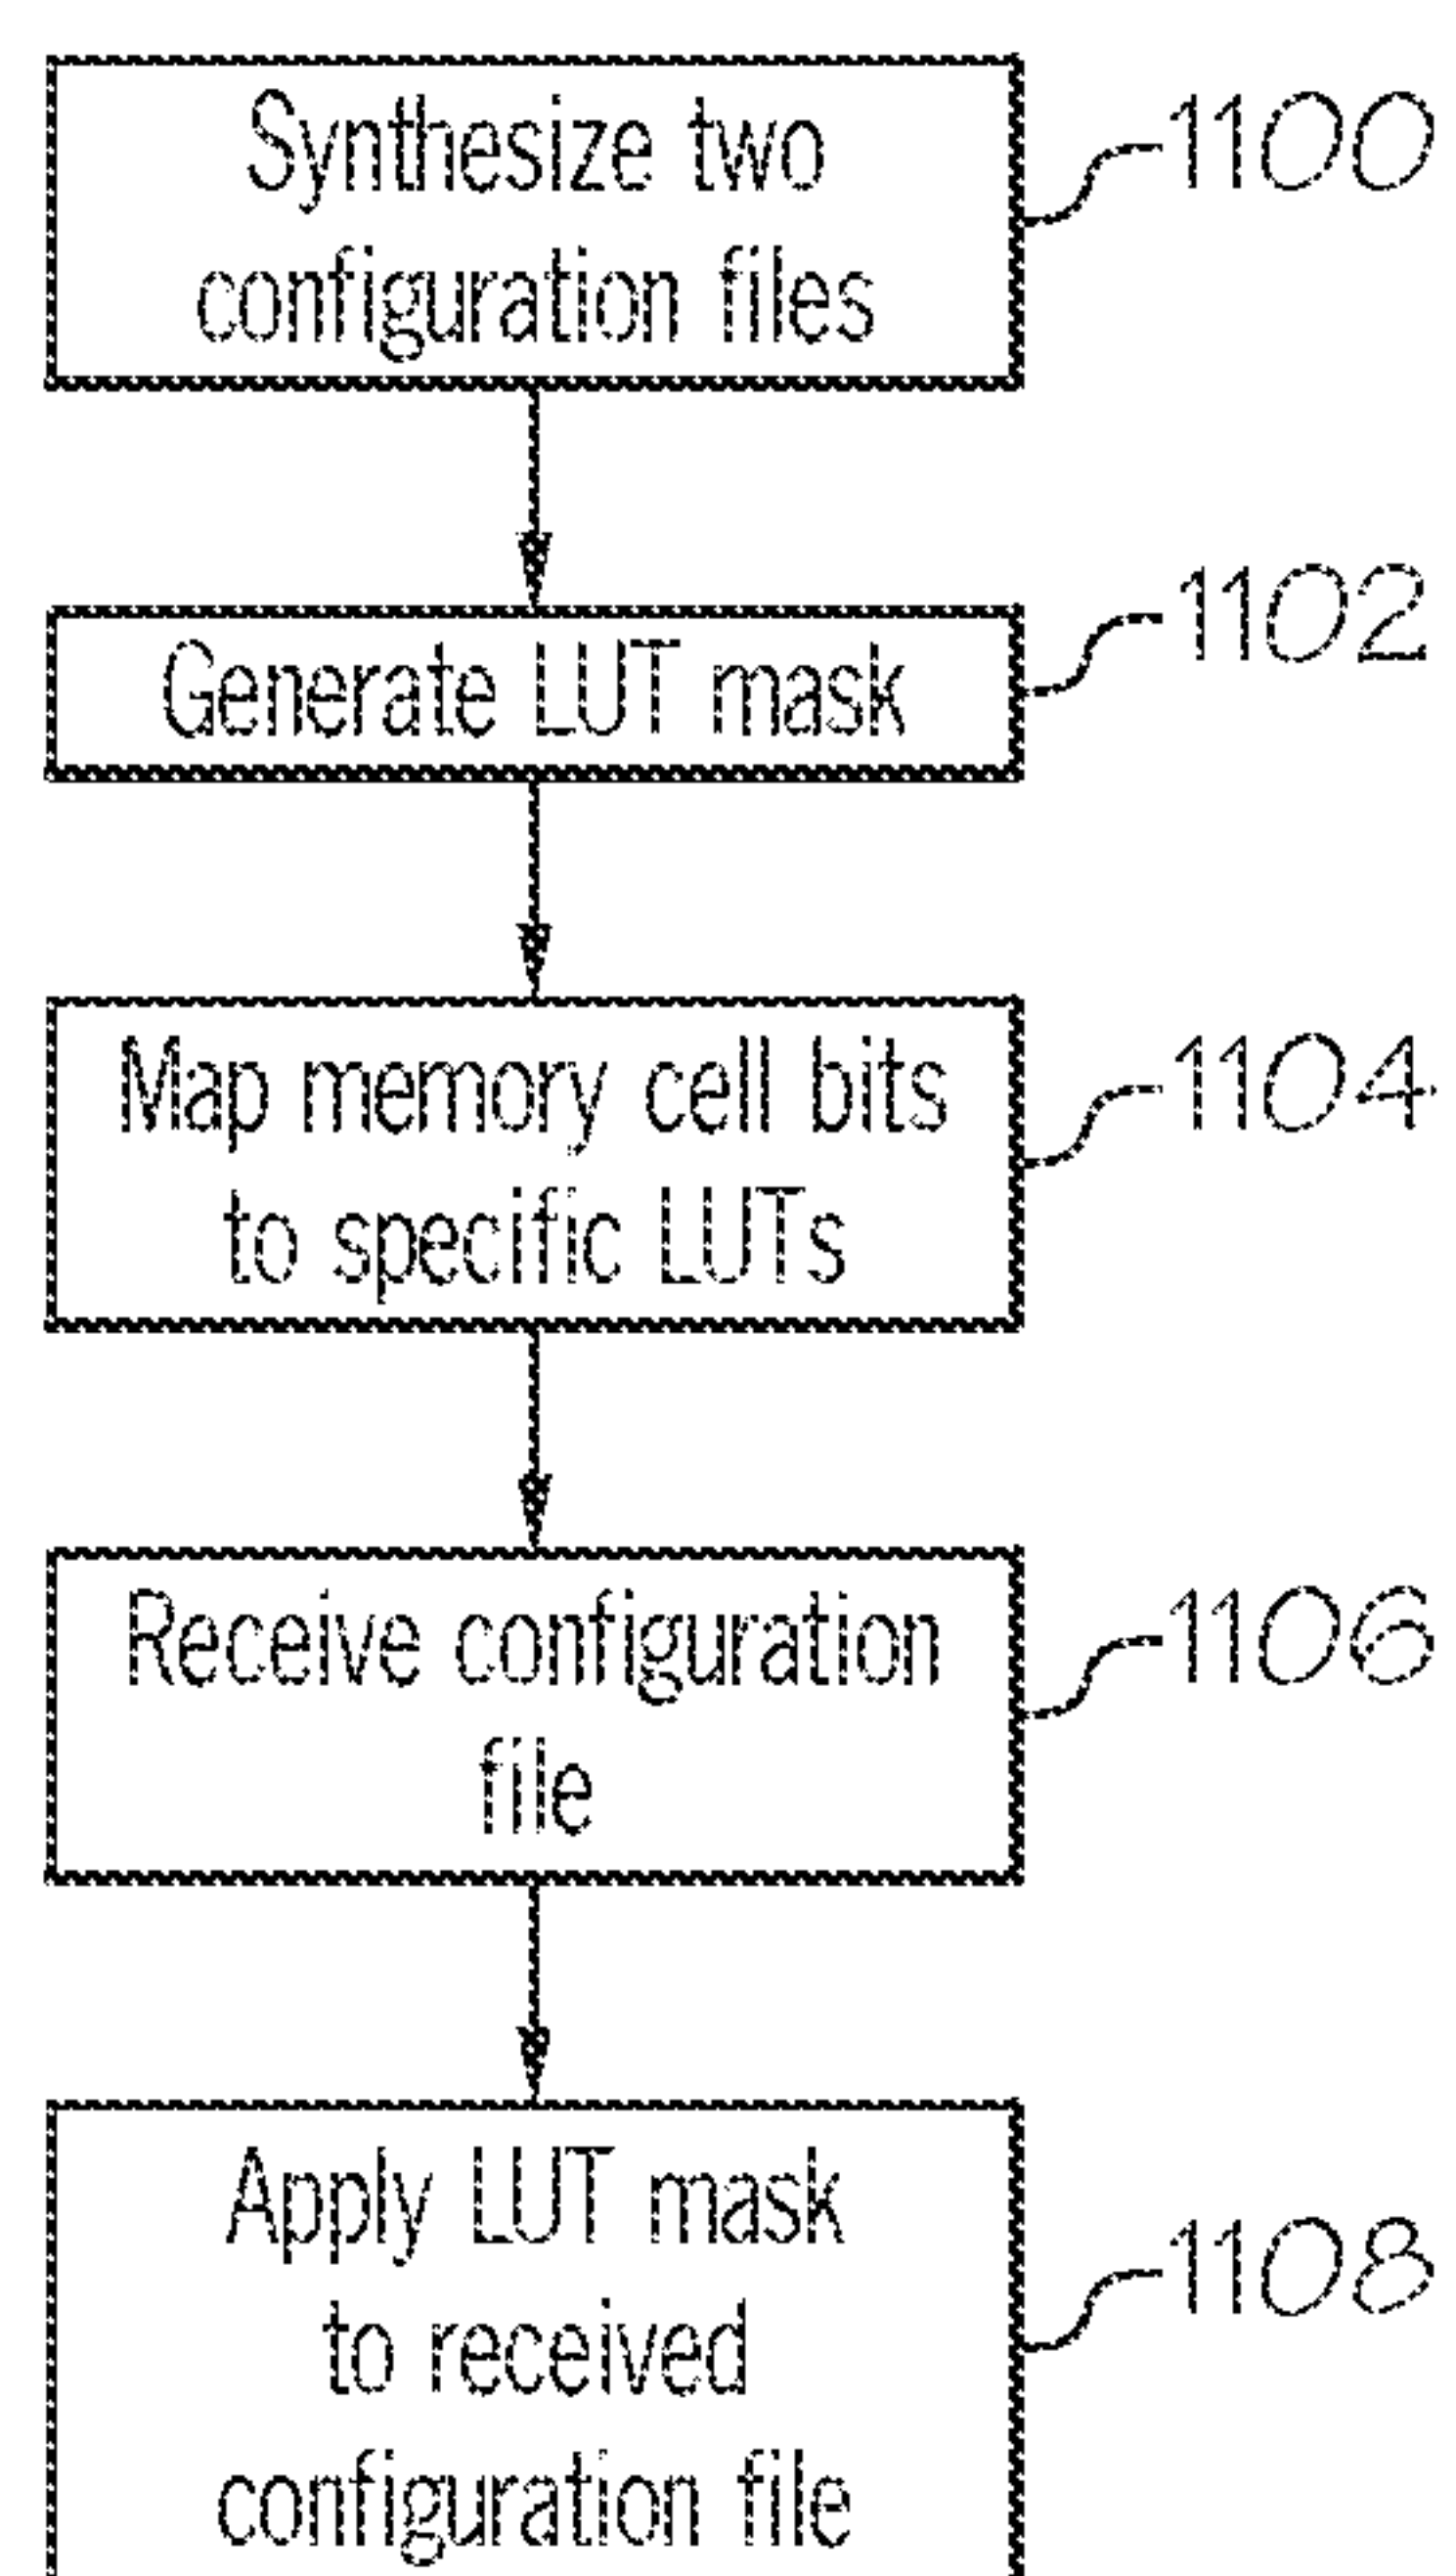 Synthesize two
configuration files
1100
Generate LUT mask
1102
Map memory cell bits
to specific LUTs
1104
Receive configuration
file
1106
Apply LUT mask
to received
configuration file
1108